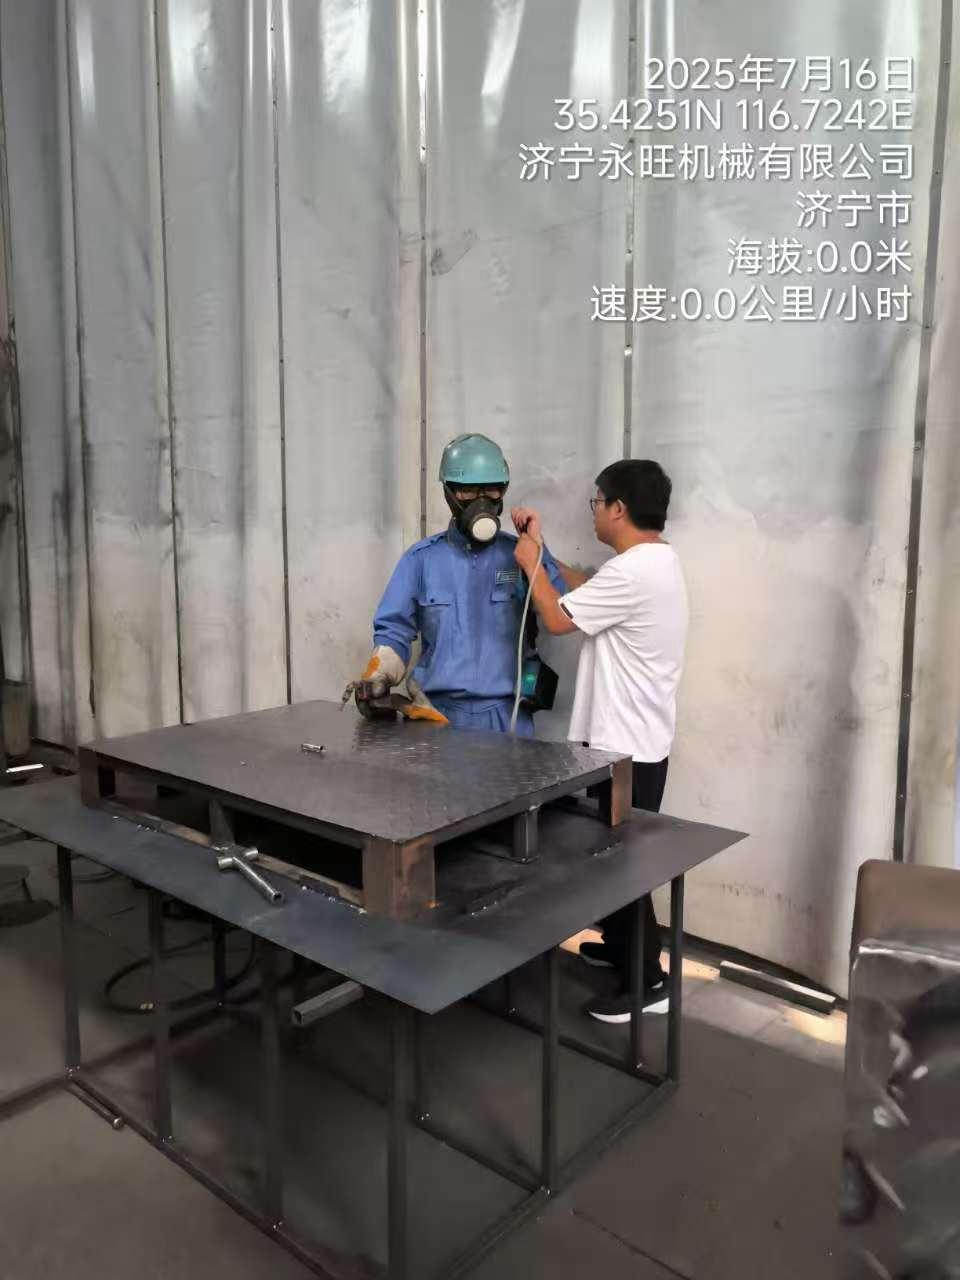 2025年7月16日
35.4251N 116.7242E
济宁永旺机械有限公司
济宁市
海拔:0.0米
速度:0.0公里/小时